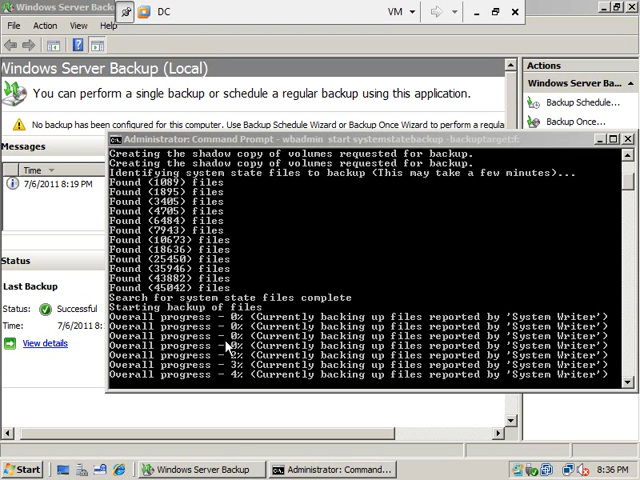 Windows Server Back
DC
VM
File Action View Help
Windows Server Backup (Local)
You can perform a single backup or schedule a regular backup using this application.
No backup has been configured for this computer. Use Backup Schedule Wizard or Backup Once Wizard to perform a regula
Messages
Time
7/6/2011 8:19 PM
Status
Last Backup
Status: Successful
Time: 7/6/2011 8
View details
Actions
Windows Server Ba...
Backup Schedule...
Backup Once...
Administrator: Command Prompt - wbadmin start systemstatebackup -backuptarget:
Creating the shadow copy of volumes requested for backup.
Creating the shadow copy of volumes requested for backup.
Identifying system state files to backup (This may take a few minutes)...
Found (1089) files
Found (1895) files
Found (3405) files
Found (4705) files
Found (6484) files
Found (7943) files
Found (10673) files
Found (18636) files
Found (25450) files
Found (35946) files
Found (43882) files
Found (45042) files
Search for system state files complete
Starting backup of files
Overall progress - 0% (Currently backing up files reported by 'System Writer')
Overall progress - 0% (Currently backing up files reported by 'System Writer')
Overall progress - 0% (Currently backing up files reported by 'System Writer')
Overall progress - 0% (Currently backing up files reported by 'System Writer')
Overall progress - 2% (Currently backing up files reported by 'System Writer')
Overall progress - 3% (Currently backing up files reported by 'System Writer')
Overall progress - 4% (Currently backing up files reported by 'System Writer')
Start
Windows Server Backup
Administrator: Comman...
8:36 PM